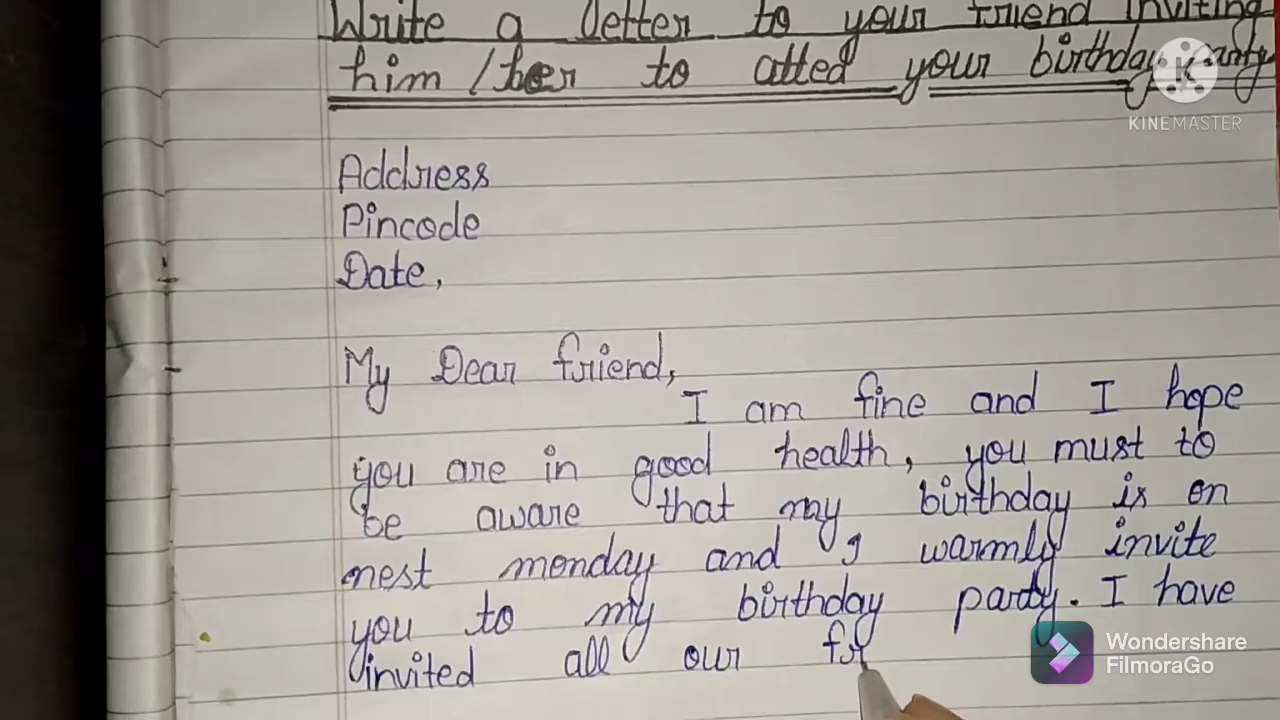 Write a letter to your friend inviting
him / her to atted your birthday party
KINEMASTER
Address
Pincode
Date,
My Dear friend,
I am fine and I hope
you are in good health, you must to
be aware that my birthday is on
nest monday and I warmly invite
you to my birthday party. I have
invited all our fr
Wondershare
FilmoraGo